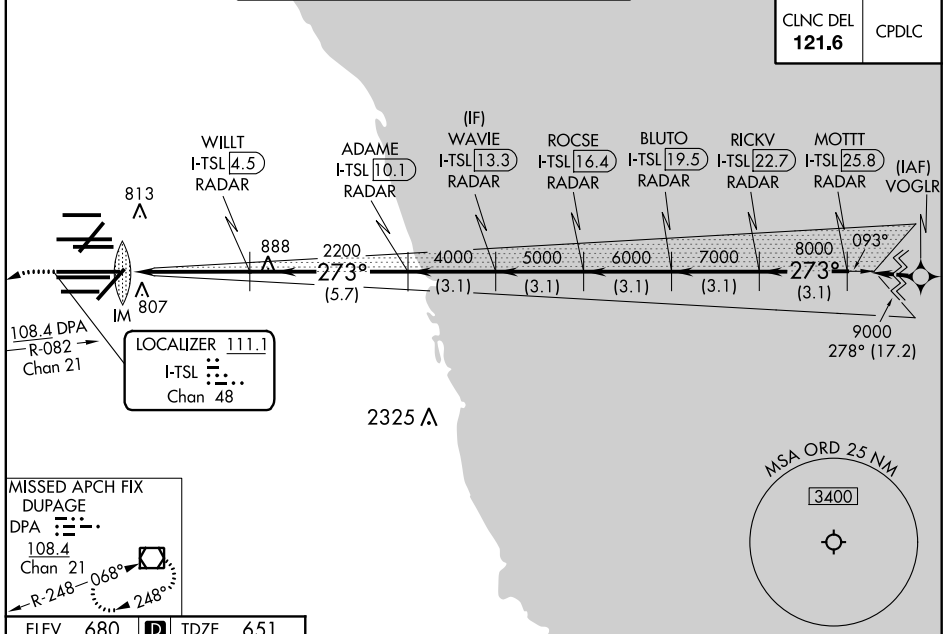 CLNC DEL
121.6
CPDLC
(IF)
WILLT
I-TSL 4.5
RADAR
ADAME
I-TSL 10.1
RADAR
WAVIE
I-TSL 13.3
RADAR
ROCSE
I-TSL 16.4
RADAR
BLUTO
I-TSL 19.5
RADAR
RICKV
I-TSL 22.7
RADAR
MOTTT
I-TSL 25.8
RADAR
(IAF)
VOGLR
813
888
2200
4000
5000
6000
7000
8000
093°
273°
273°
(5.7)
(3.1)
(3.1)
(3.1)
(3.1)
(3.1)
IM
807
9000
278° (17.2)
108.4 DPA
R-082
Chan 21
LOCALIZER 111.1
I-TSL
Chan 48
2325
MSA ORD 25 NM
3400
MISSED APCH FIX
DUPAGE
DPA
108.4
Chan 21
R-248
068°
248°
ELEV 680
D
TDZE 651